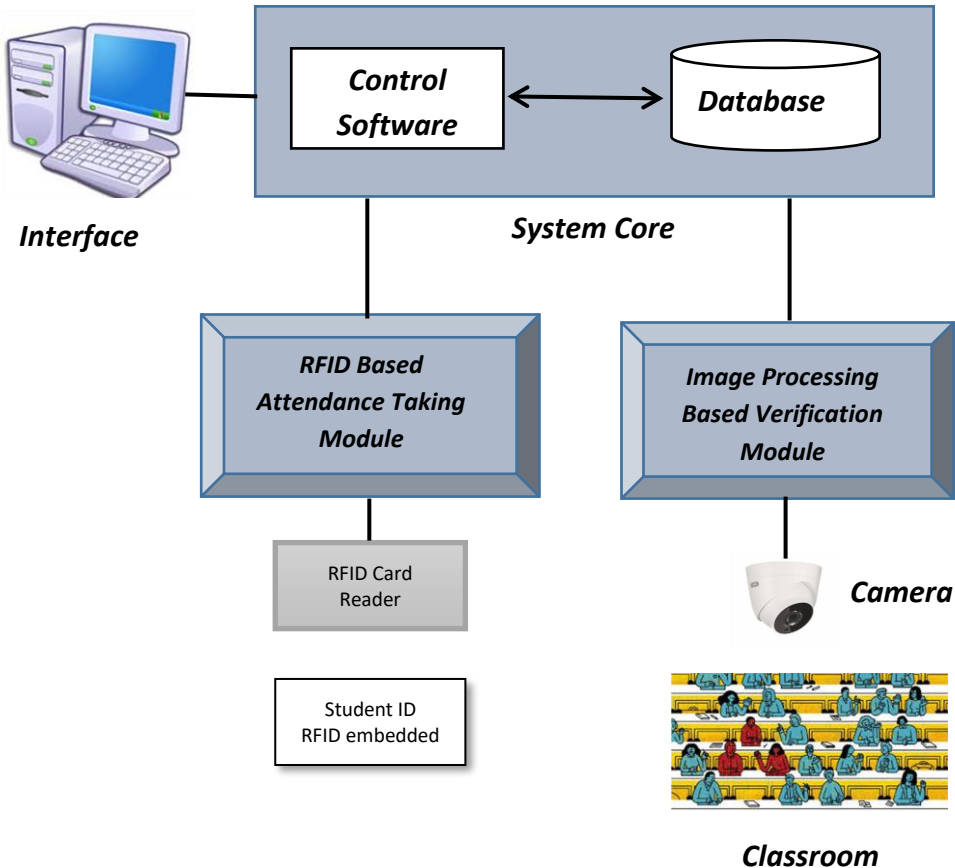 Control
Software
Database
Interface
System Core
RFID Based
Attendance Taking
Module
Image Processing
Based Verification
Module
RFID Card
Reader
Camera
Student ID
RFID embedded
Classroom